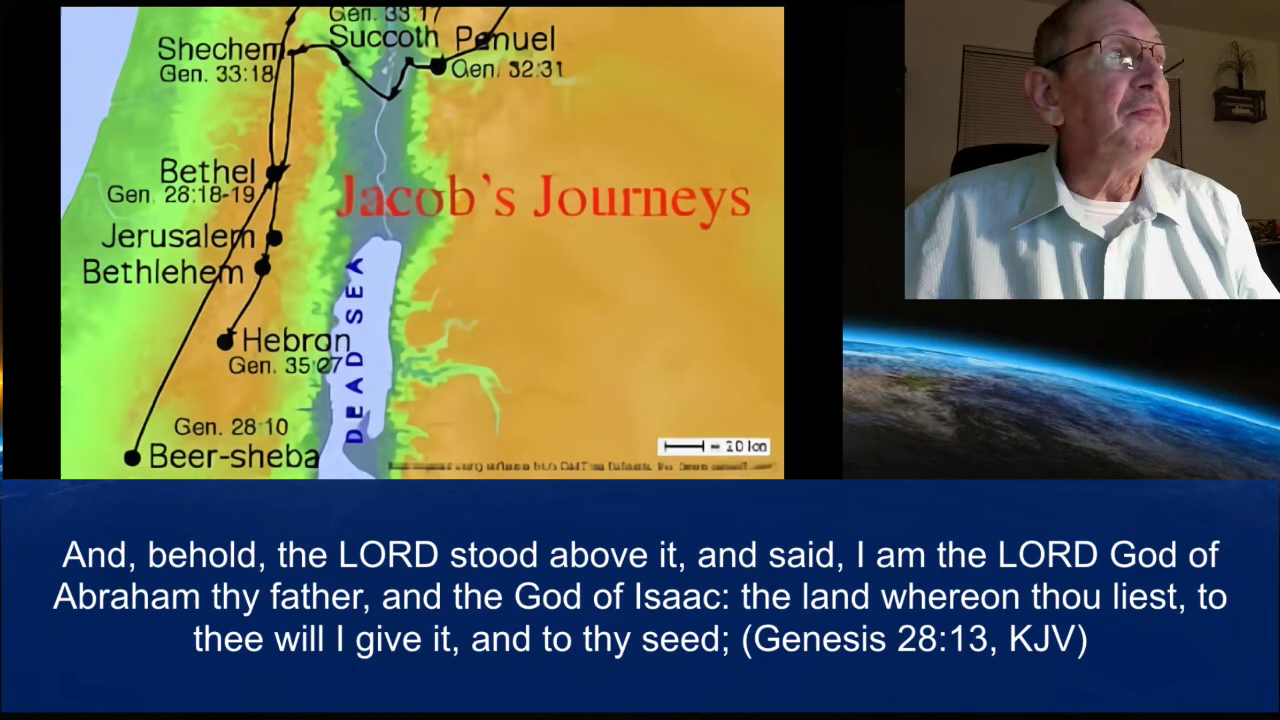 Gen. 33:17
Succoth
Penuel
Gen. 32:31
Shechem
Gen. 33:18
Bethel
Gen. 28:18-19
Jacob's Journeys
Jerusalem
Bethlehem
DEAD SEA
Hebron
Gen. 35:27
Gen. 28:10
Beer-sheba
And, behold, the LORD stood above it, and said, I am the LORD God of
Abraham thy father, and the God of Isaac: the land whereon thou liest, to
thee will I give it, and to thy seed; (Genesis 28:13, KJV)